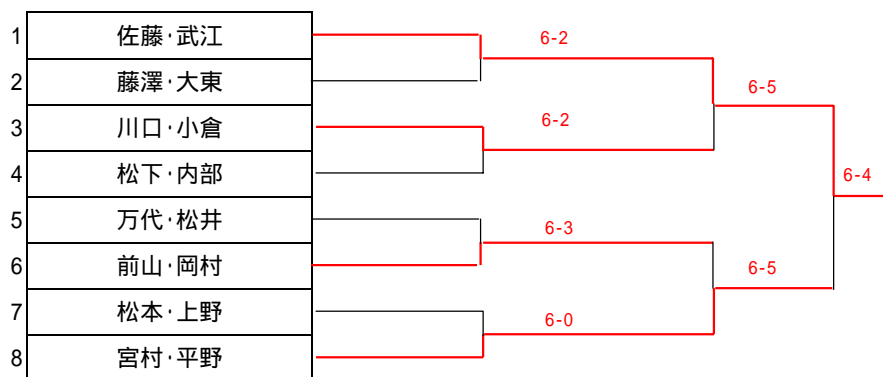 1 佐藤・武江
6-2
2 藤澤・大東
6-5
3 川口・小倉
6-2
4 松下・内部
6-4
5 万代・松井
6-3
6 前山・岡村
6-5
7 松本・上野
6-0
8 宮村・平野